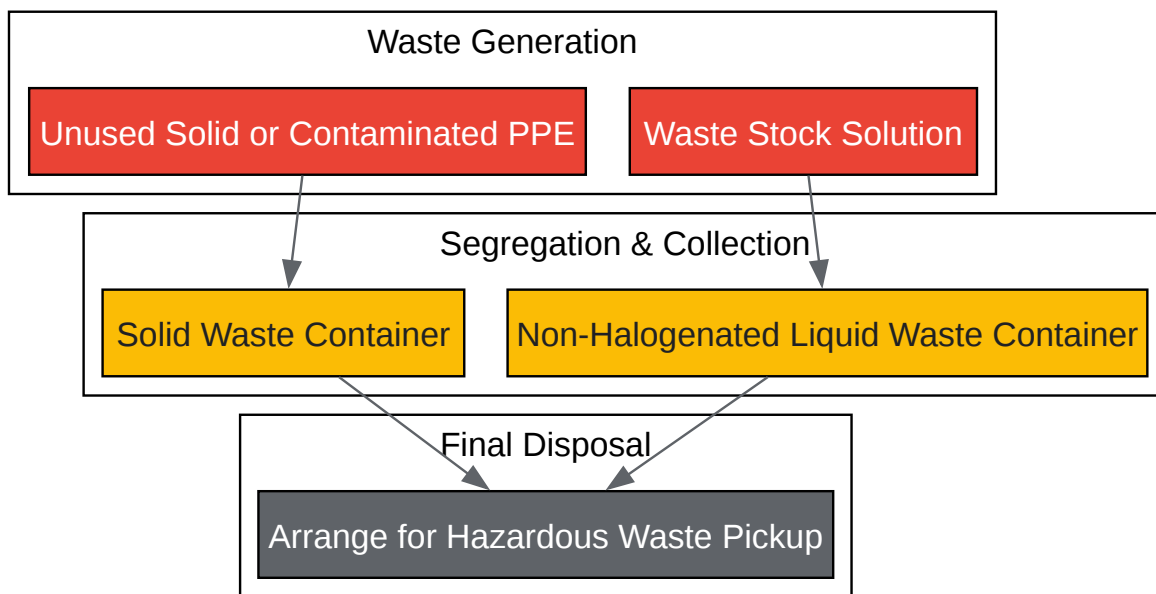 Waste Generation
Unused Solid or Contaminated PPE
Waste Stock Solution
Segregation & Collection
Solid Waste Container
Non-Halogenated Liquid Waste Container
Final Disposal
Arrange for Hazardous Waste Pickup